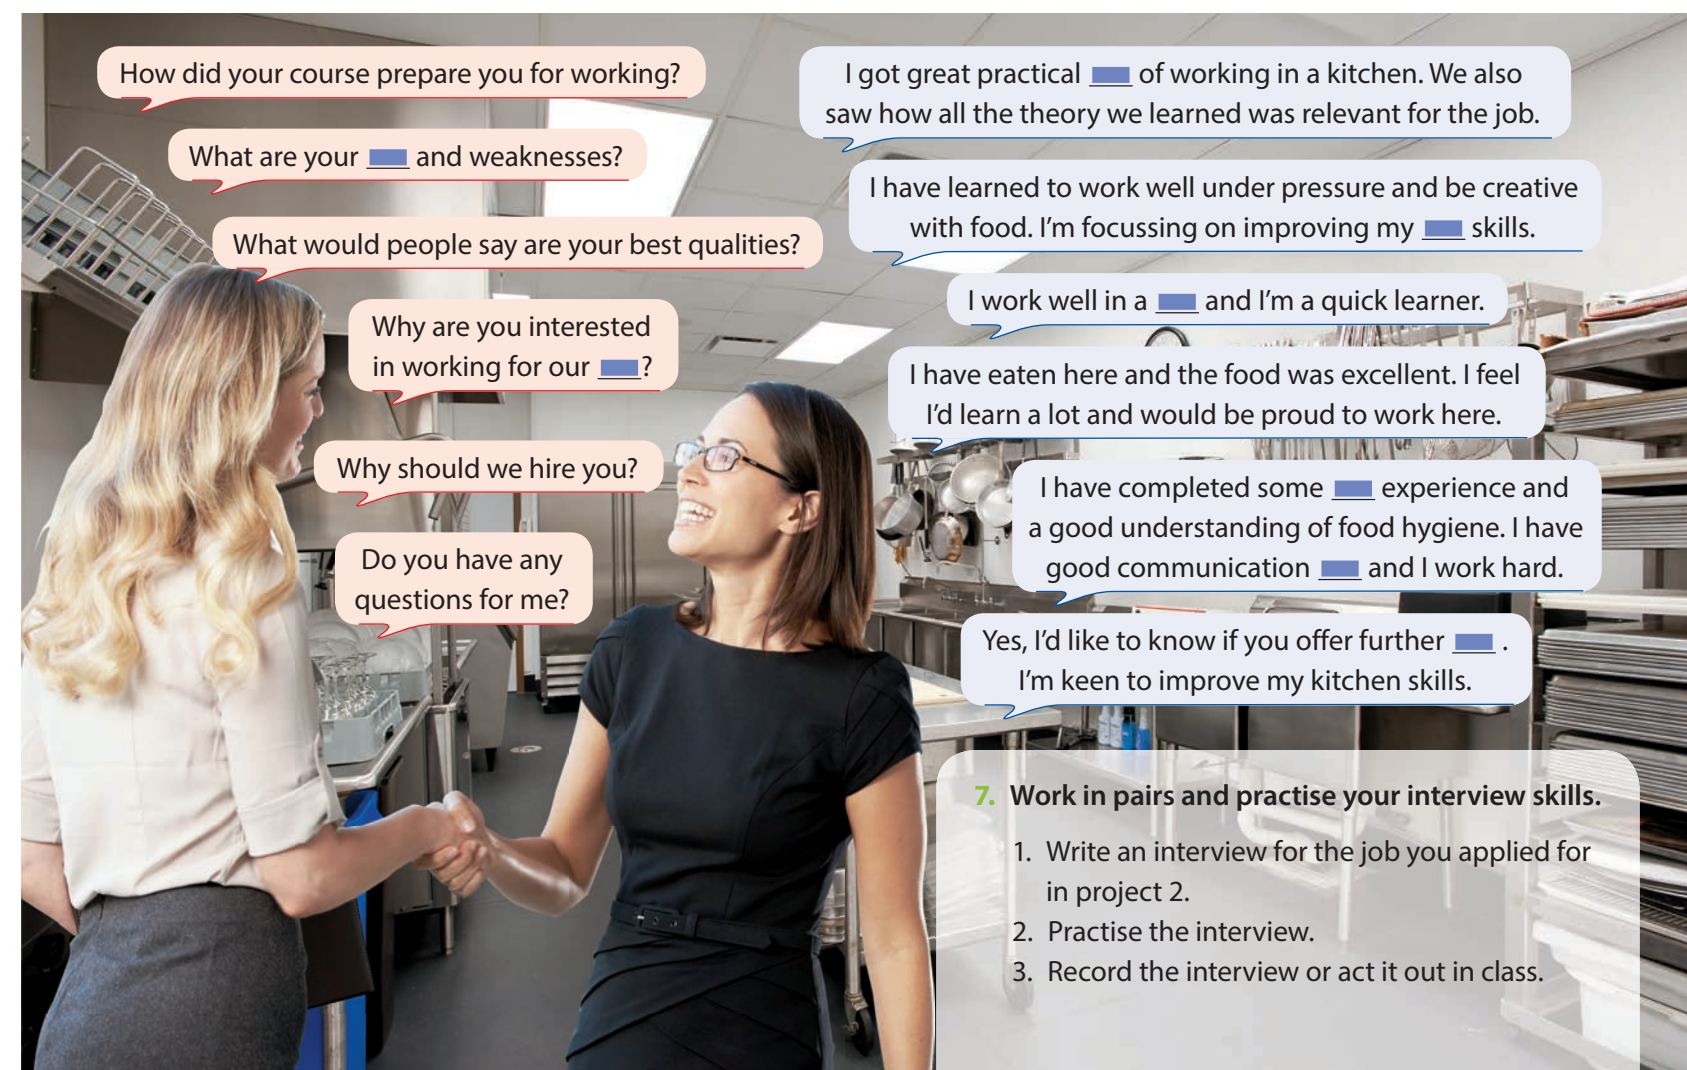 How did your course prepare you for working?
What are your ____ and weaknesses?
What would people say are your best qualities?
Why are you interested
in working for our ____?
Why should we hire you?
Do you have any
questions for me?
I got great practical ____ of working in a kitchen. We also
saw how all the theory we learned was relevant for the job.
I have learned to work well under pressure and be creative
with food. I'm focussing on improving my ____ skills.
I work well in a ____ and I'm a quick learner.
I have eaten here and the food was excellent. I feel
I'd learn a lot and would be proud to work here.
I have completed some ____ experience and
a good understanding of food hygiene. I have
good communication ____ and I work hard.
Yes, I'd like to know if you offer further ____ .
I'm keen to improve my kitchen skills.
7. Work in pairs and practise your interview skills.
1. Write an interview for the job you applied for
in project 2.
2. Practise the interview.
3. Record the interview or act it out in class.